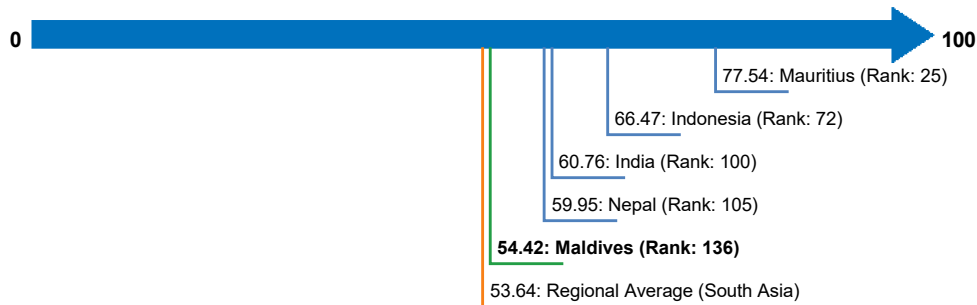 0
100
77.54: Mauritius (Rank: 25)
66.47: Indonesia (Rank: 72)
60.76: India (Rank: 100)
59.95: Nepal (Rank: 105)
54.42: Maldives (Rank: 136)
53.64: Regional Average (South Asia)